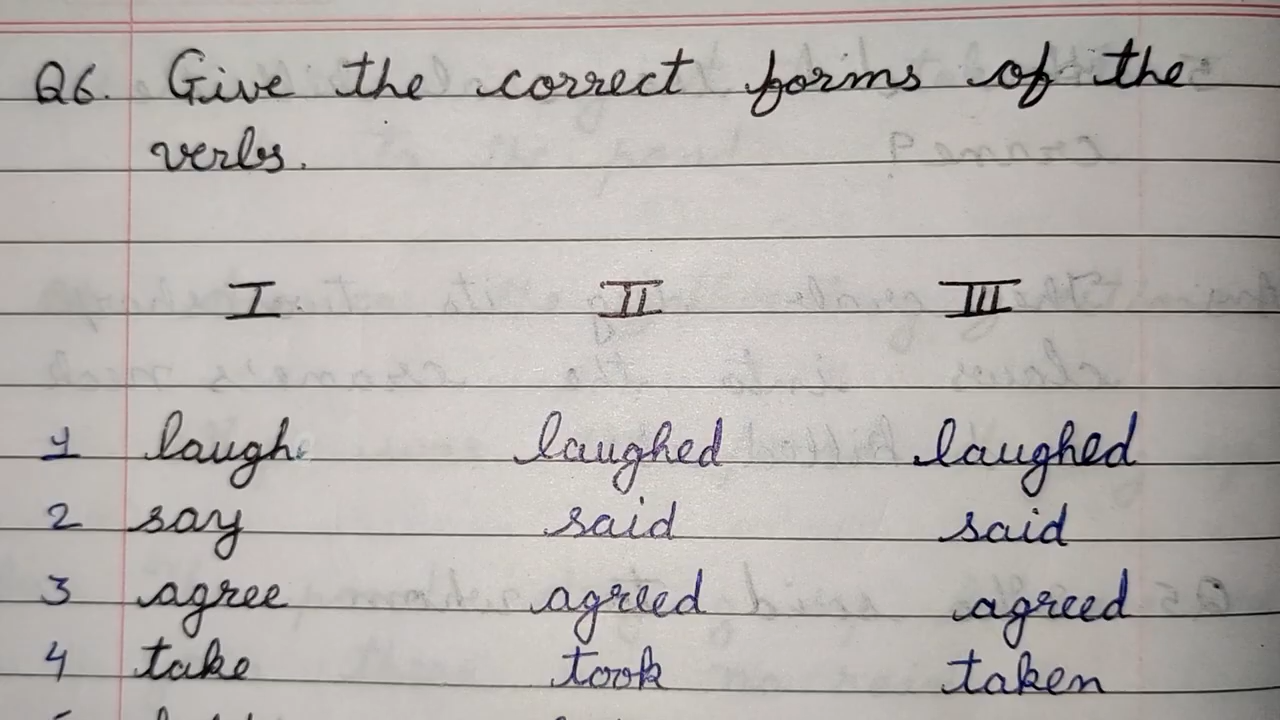 Q6. Give the correct forms of the
verbs.
I II III
1 laugh laughed laughed
2 say said said
3 agree agreed agreed
4 take took taken